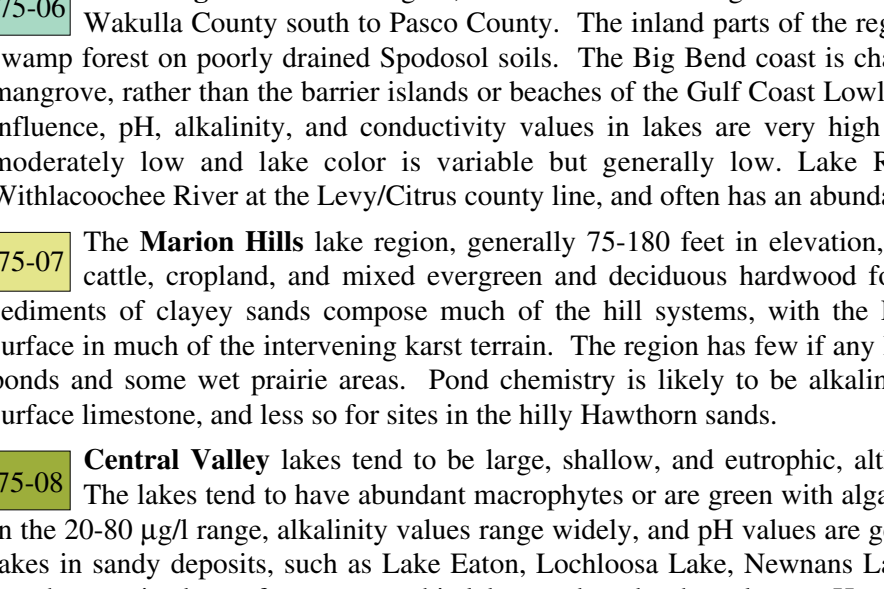 75-06
Wakulla County south to Pasco County. The inland parts of the
swamp forest on poorly drained Spodosol soils. The Big Bend coast is
mangrove, rather than the barrier islands or beaches of the Gulf Coast
influence, pH, alkalinity, and conductivity values in lakes are very high
moderately low and lake color is variable but generally low. Lake
Withlacoochee River at the Levy/Citrus county line, and often has an
75-07
The Marion Hills lake region, generally 75-180 feet in elevation,
cattle, cropland, and mixed evergreen and deciduous hardwood
sediments of clayey sands compose much of the hill systems, with the
surface in much of the intervening karst terrain. The region has few if any
ponds and some wet prairie areas. Pond chemistry is likely to be
surface limestone, and less so for sites in the hilly Hawthorn sands.
75-08
Central Valley lakes tend to be large, shallow, and eutrophic,
The lakes tend to have abundant macrophytes or are green with
in the 20-80 µg/l range, alkalinity values range widely, and pH values are
lakes in sandy deposits, such as Lake Eaton, Lochloosa Lake, Newnans